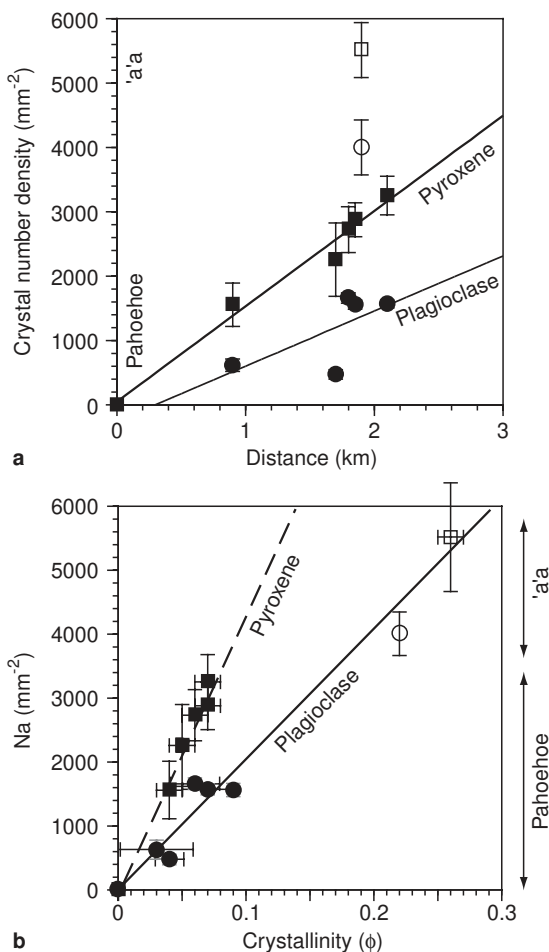 Crystal number density (mm⁻²)
6000
5000
4000
3000
2000
1000
0
'a'a
Pahoehoe
Pyroxene
Plagioclase
0
1
2
3
a
Distance (km)
Na (mm⁻²)
6000
5000
4000
3000
2000
1000
0
Pyroxene
Plagioclase
'a'a
Pahoehoe
0
0.1
0.2
0.3
b
Crystallinity (ϕ)